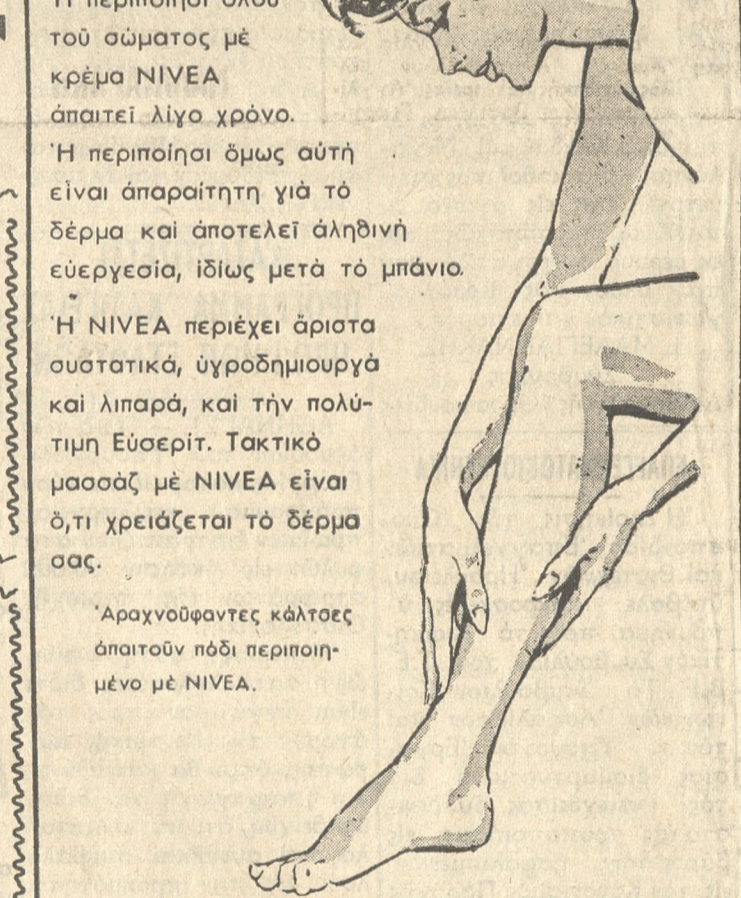 Ἡ περιποίησι ὅλου
τοῦ σώματος μὲ
κρέμα NIVEA
ἀπαιτεῖ λίγο χρόνο.
Ἡ περιποίησι ὅμως αὐτὴ
εἶναι ἀπαραίτητη γιὰ τὸ
δέρμα καὶ ἀποτελεῖ ἀληθινὴ
εὐεργεσία, ἰδίως μετὰ τὸ μπάνιο.
Ἡ NIVEA περιέχει ἄριστα
συστατικά, ὑγροδημιουργὰ
καὶ λιπαρά, καὶ τὴν πολύ-
τιμη Εὐσερίτ. Τακτικὸ
μασσὰζ μὲ NIVEA εἶναι
ὅ,τι χρειάζεται τὸ δέρμα
σας.
Ἀραχνοΰφαντες κάλτσες
ἀπαιτοῦν πόδι περιποιη-
μένο μὲ NIVEA.